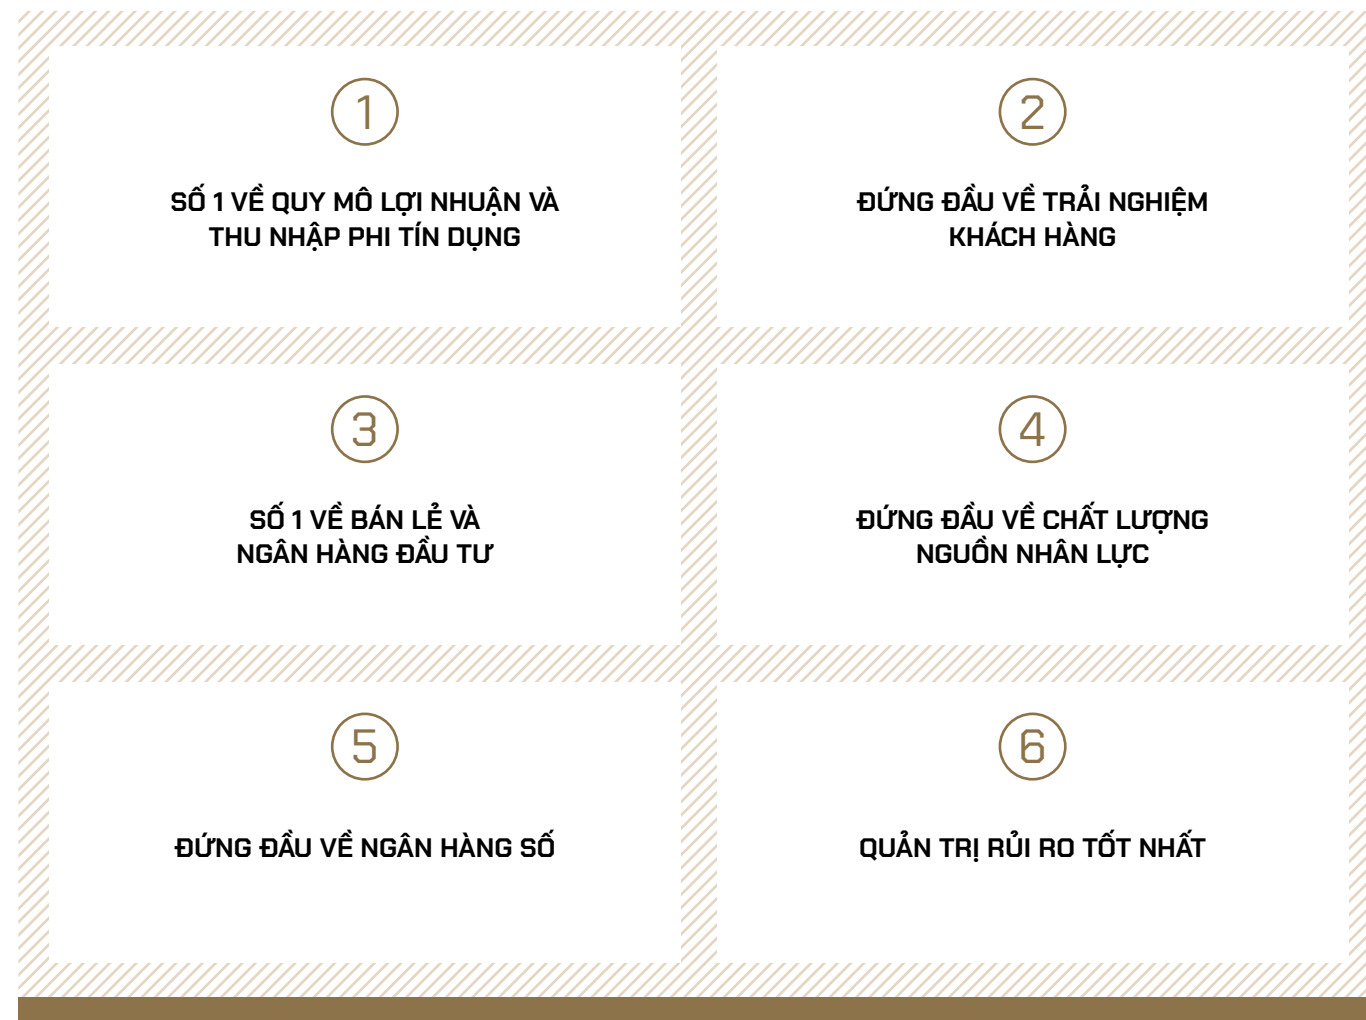 1
SỐ 1 VỀ QUY MÔ LỢI NHUẬN VÀ
THU NHẬP PHI TÍN DỤNG
2
ĐỨNG ĐẦU VỀ TRẢI NGHIỆM
KHÁCH HÀNG
3
SỐ 1 VỀ BÁN LẺ VÀ
NGÂN HÀNG ĐẦU TƯ
4
ĐỨNG ĐẦU VỀ CHẤT LƯỢNG
NGUỒN NHÂN LỰC
5
ĐỨNG ĐẦU VỀ NGÂN HÀNG SỐ
6
QUẢN TRỊ RỦI RO TỐT NHẤT